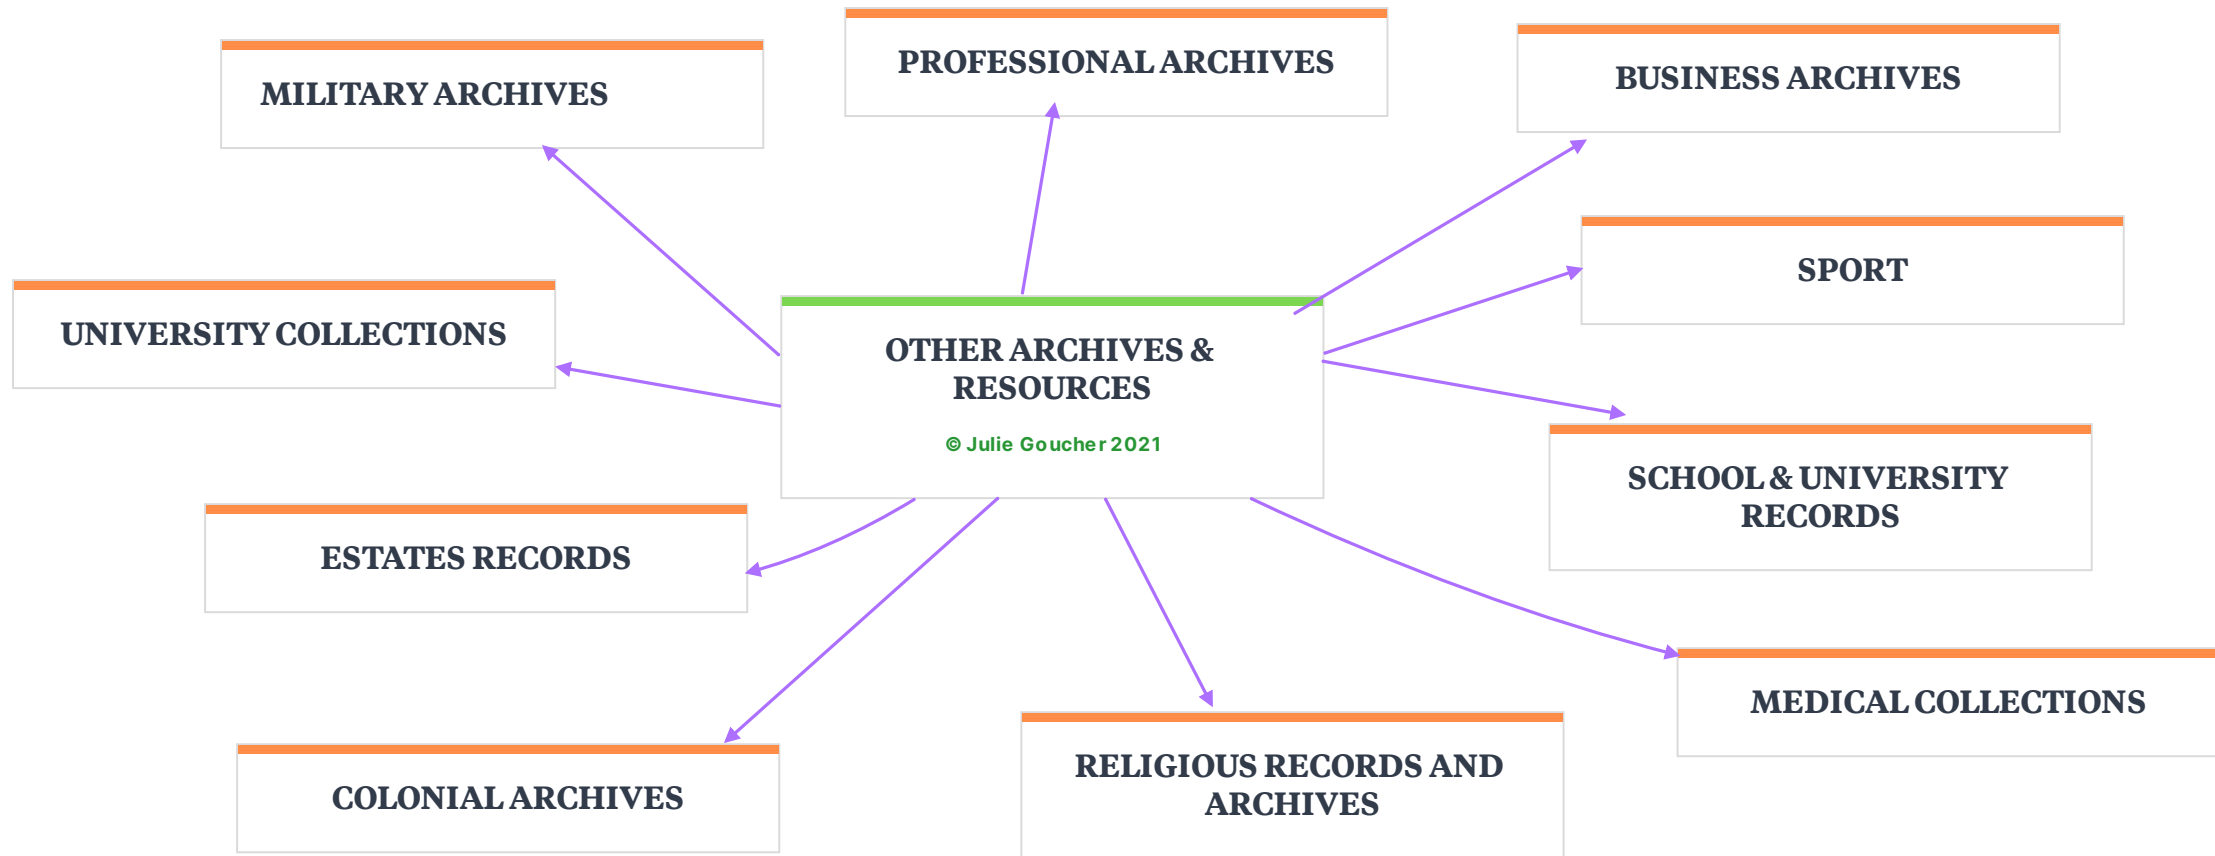 PROFESSIONAL ARCHIVES
BUSINESS ARCHIVES
MILITARY ARCHIVES
SPORT
UNIVERSITY COLLECTIONS
OTHER ARCHIVES &
RESOURCES
© Julie Goucher 2021
SCHOOL & UNIVERSITY
RECORDS
ESTATES RECORDS
MEDICAL COLLECTIONS
COLONIAL ARCHIVES
RELIGIOUS RECORDS AND
ARCHIVES